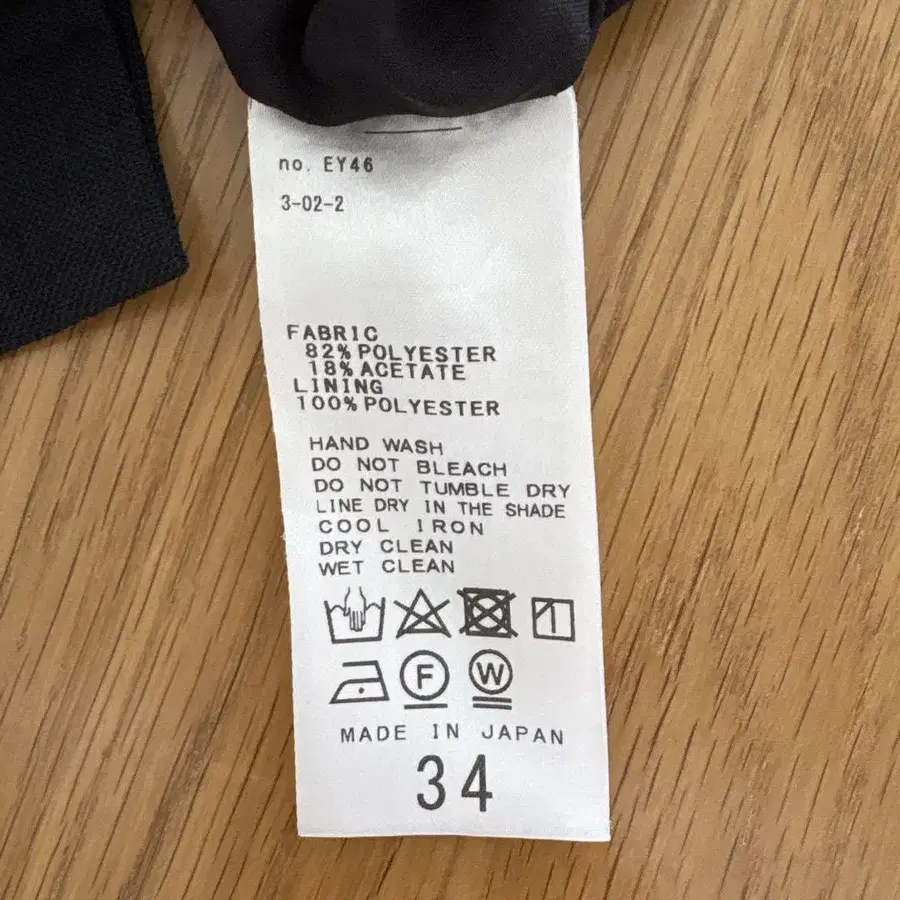 no. EY46
3-02-2
FABRIC
82% POLYESTER
18% ACETATE
LINING
100% POLYESTER
HAND WASH
DO NOT BLEACH
DO NOT TUMBLE DRY
LINE DRY IN THE SHADE
COOL IRON
DRY CLEAN
WET CLEAN
F W
MADE IN JAPAN
34